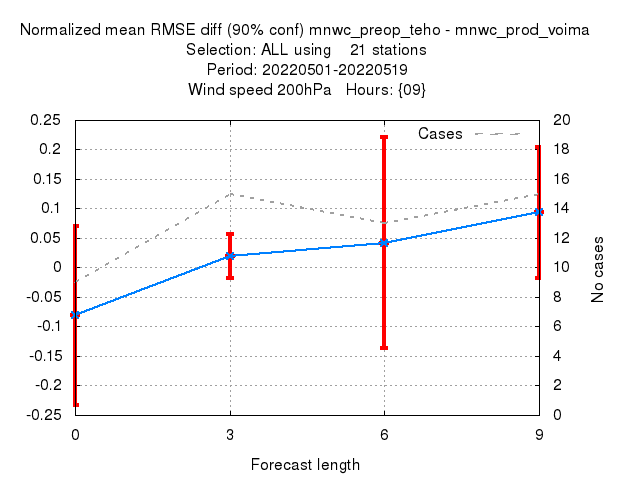 Normalized mean RMSE diff (90% conf) mnwc_preop_teho - mnwc_prod_voima
Selection: ALL using    21 stations
Period: 20220501-20220519
Wind speed 200hPa   Hours: {09}
Cases
0.25
0.2
0.15
0.1
0.05
0
-0.05
-0.1
-0.15
-0.2
-0.25
20
18
16
14
12
10
8
6
4
2
0
No cases
0 3 6 9
Forecast length